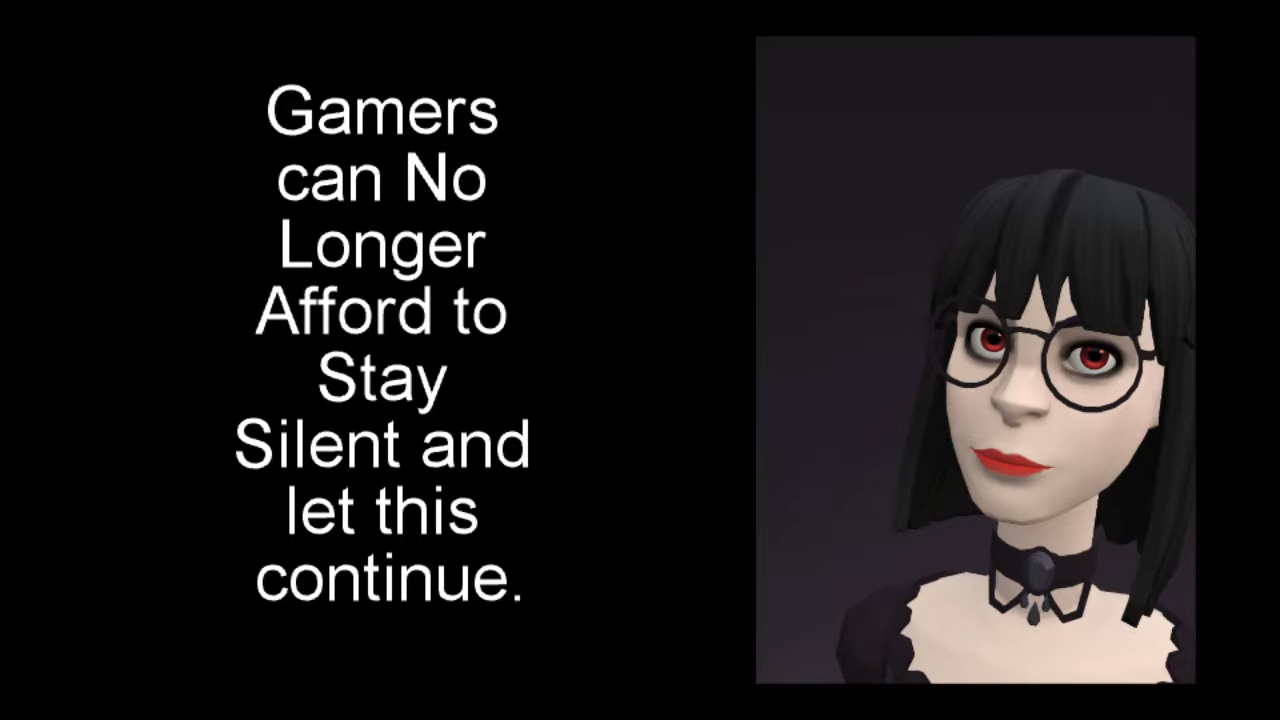 Gamers
can No
Longer
Afford to
Stay
Silent and
let this
continue.